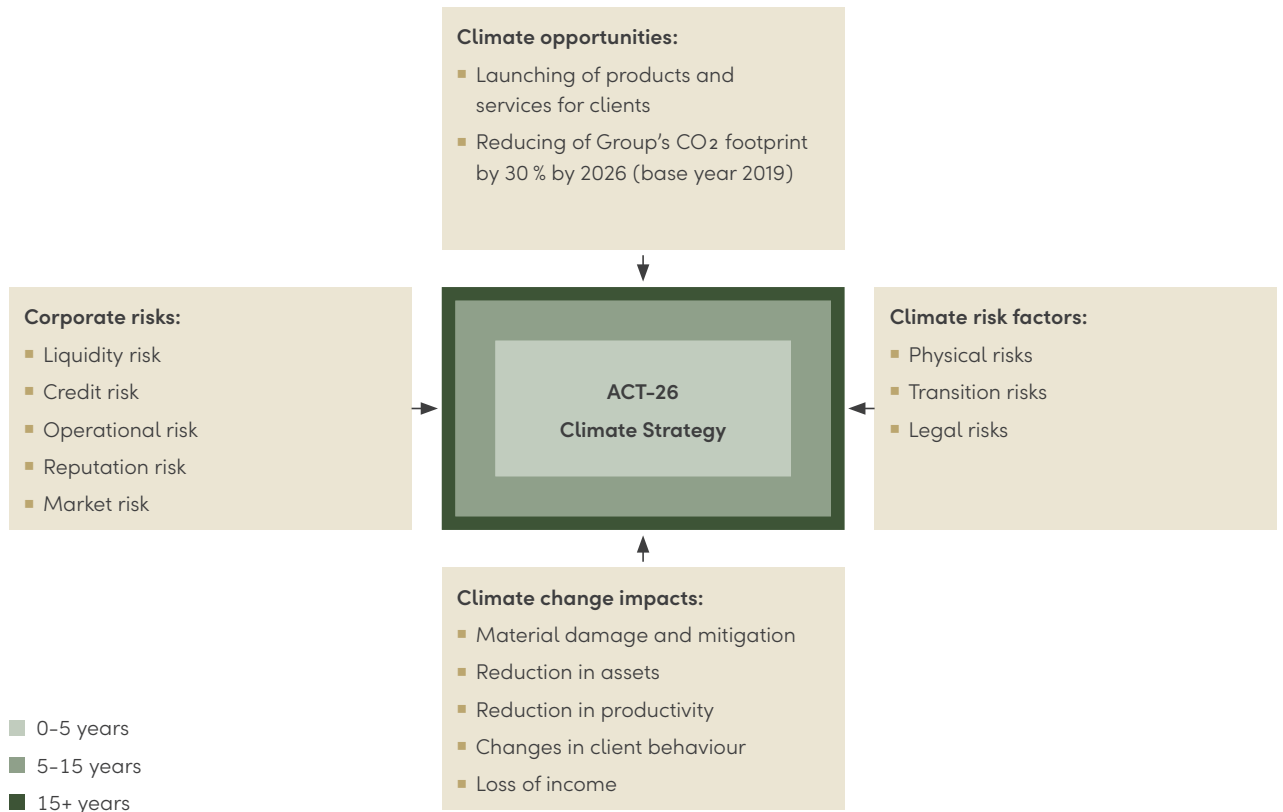 Climate opportunities:
Launching of products and
services for clients
Reducing of Group's CO2 footprint
by 30 % by 2026 (base year 2019)
Corporate risks:
Liquidity risk
Credit risk
Operational risk
Reputation risk
Market risk
ACT-26
Climate Strategy
Climate risk factors:
Physical risks
Transition risks
Legal risks
Climate change impacts:
Material damage and mitigation
Reduction in assets
Reduction in productivity
Changes in client behaviour
Loss of income
0-5 years
5-15 years
15+ years